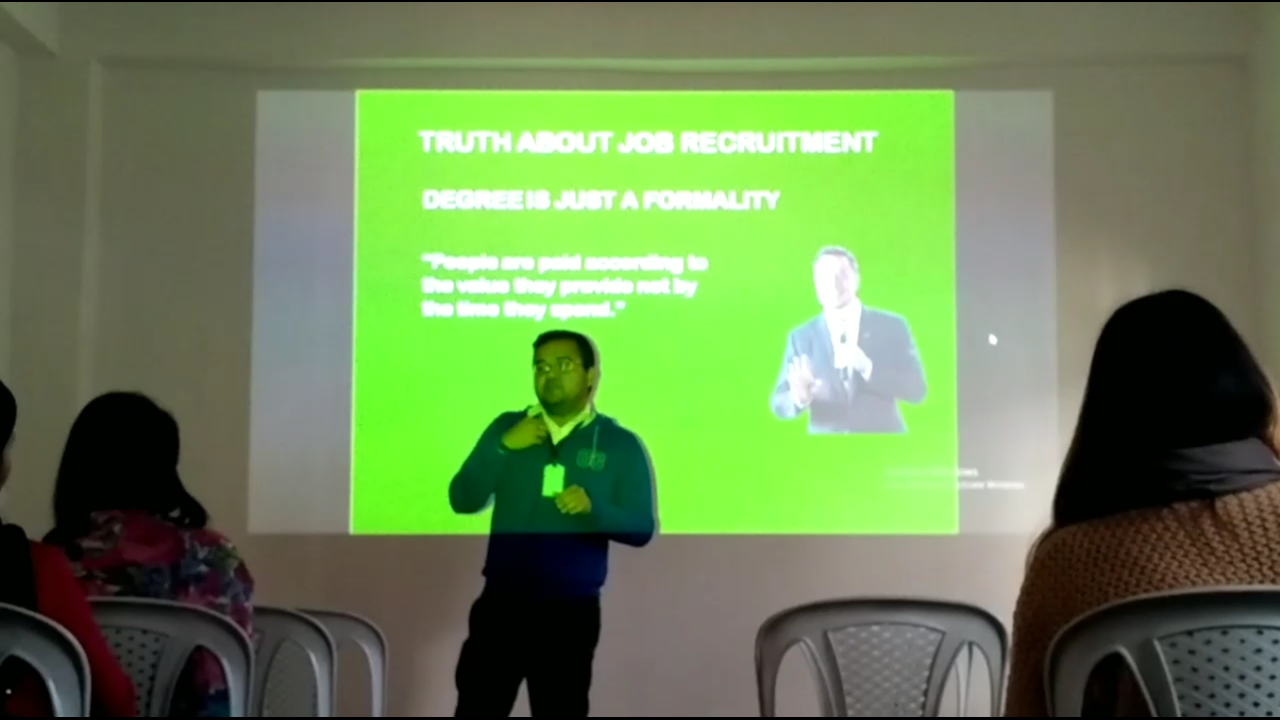 TRUTH ABOUT JOB RECRUITMENT
DEGREE IS JUST A FORMALITY
"People are paid according to
the value they provide not by
the time they spend."